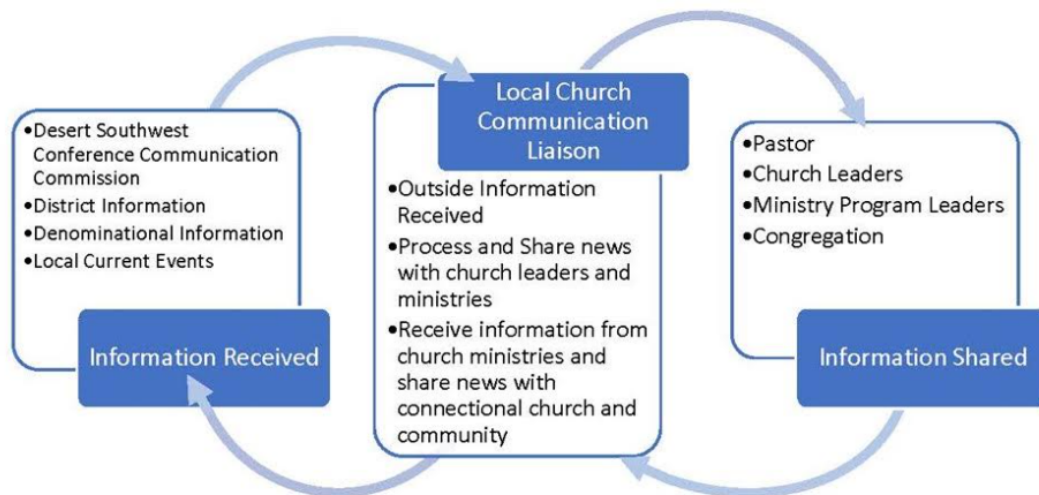 •Desert Southwest
Conference Communication
Commission
•District Information
•Denominational Information
•Local Current Events
Information Received
Local Church
Communication
Liaison
•Outside Information
Received
•Process and Share news
with church leaders and
ministries
•Receive information from
church ministries and
share news with
connectional church and
community
•Pastor
•Church Leaders
•Ministry Program Leaders
•Congregation
Information Shared